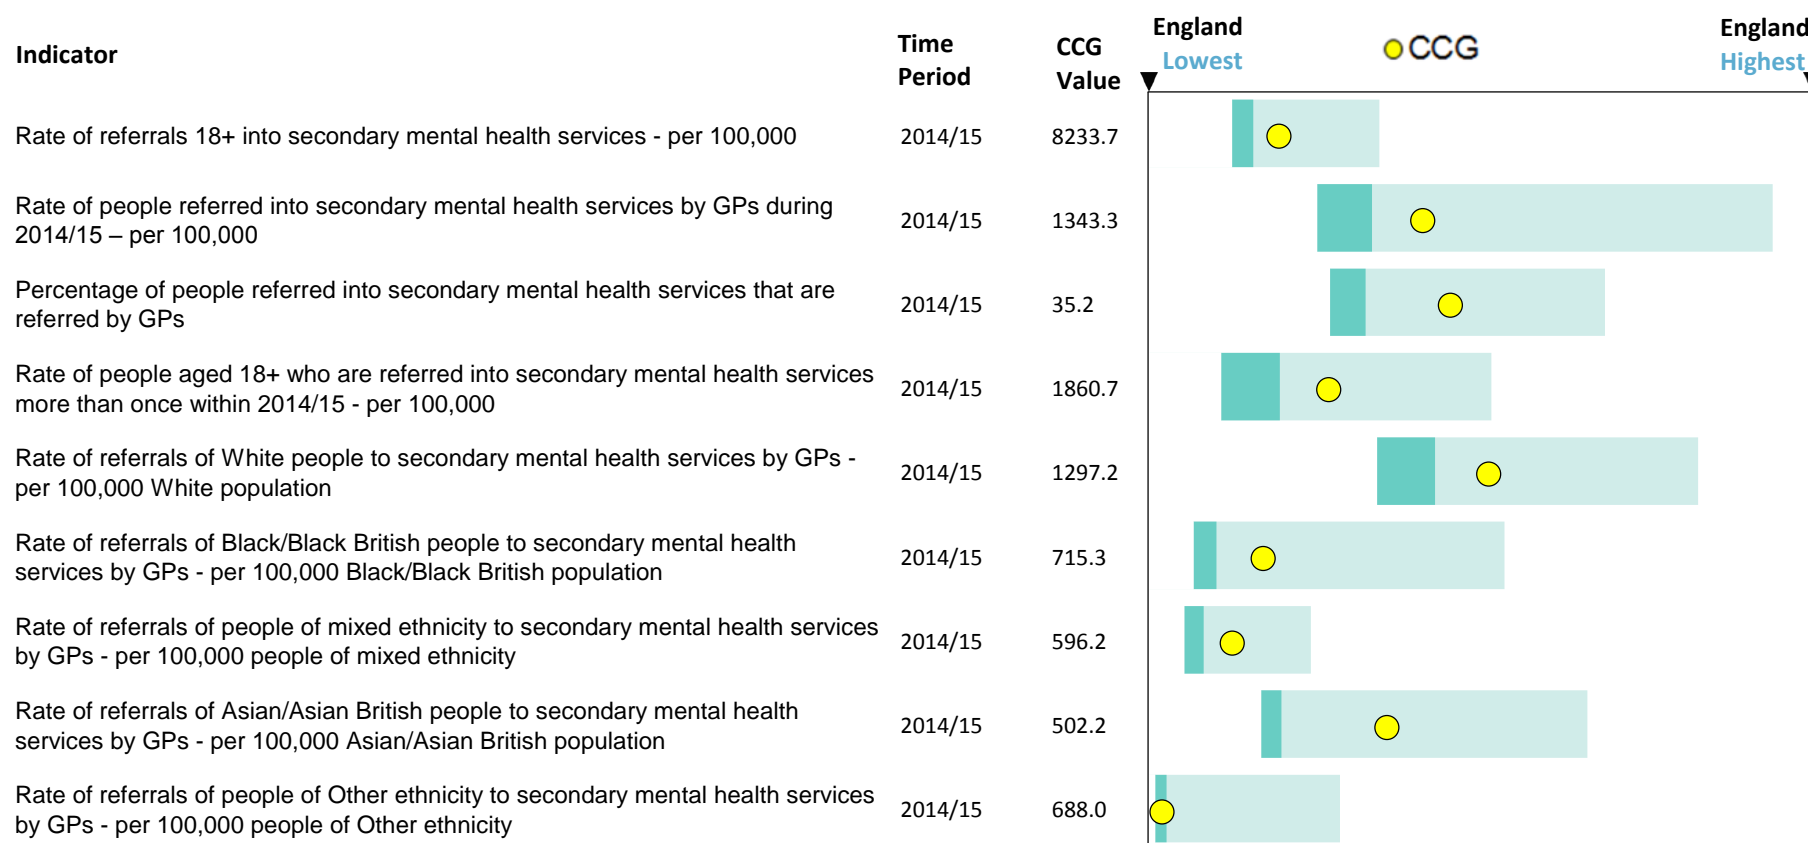 Indicator
Time
Period
CCG
Value
England
Lowest
CCG
England
Highest
Rate of referrals 18+ into secondary mental health services - per 100,000
2014/15
8233.7
Rate of people referred into secondary mental health services by GPs during
2014/15 – per 100,000
2014/15
1343.3
Percentage of people referred into secondary mental health services that are
referred by GPs
2014/15
35.2
Rate of people aged 18+ who are referred into secondary mental health services
more than once within 2014/15 - per 100,000
2014/15
1860.7
Rate of referrals of White people to secondary mental health services by GPs -
per 100,000 White population
2014/15
1297.2
Rate of referrals of Black/Black British people to secondary mental health
services by GPs - per 100,000 Black/Black British population
2014/15
715.3
Rate of referrals of people of mixed ethnicity to secondary mental health services
by GPs - per 100,000 people of mixed ethnicity
2014/15
596.2
Rate of referrals of Asian/Asian British people to secondary mental health
services by GPs - per 100,000 Asian/Asian British population
2014/15
502.2
Rate of referrals of people of Other ethnicity to secondary mental health services
by GPs - per 100,000 people of Other ethnicity
2014/15
688.0